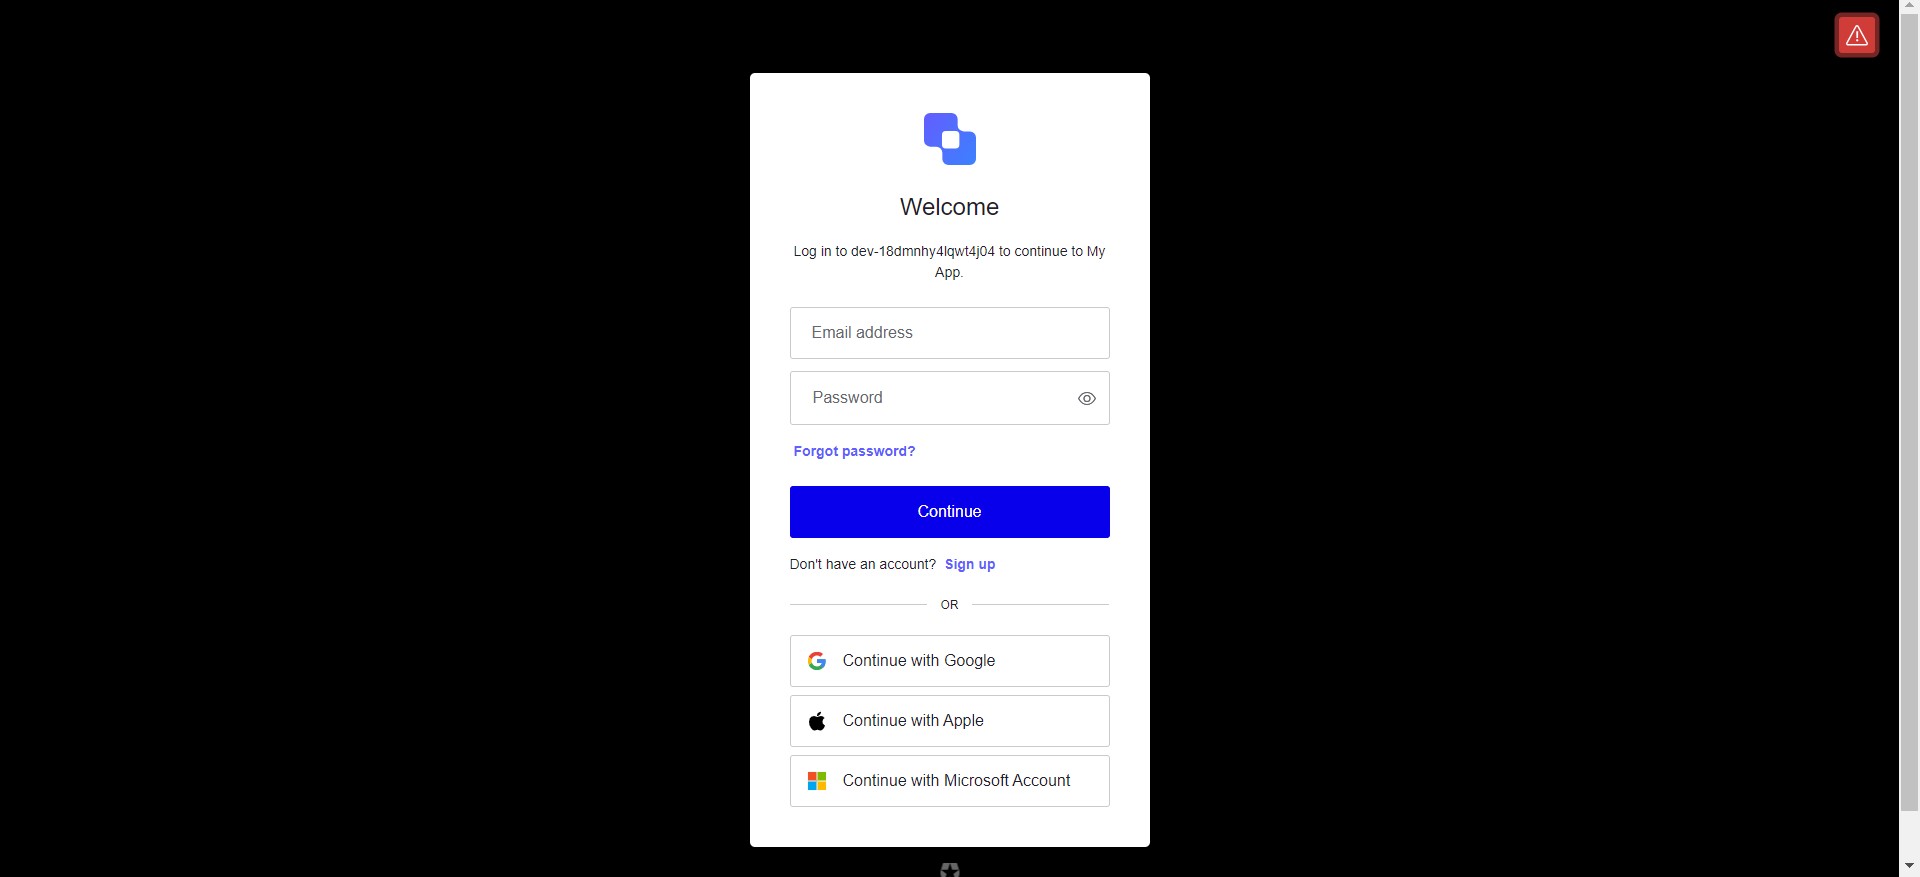 Welcome
Log in to dev-18dmnhy4lqwt4j04 to continue to My
App.
Email address
Password
Forgot password?
Continue
Don't have an account? Sign up
OR
Continue with Google
Continue with Apple
Continue with Microsoft Account